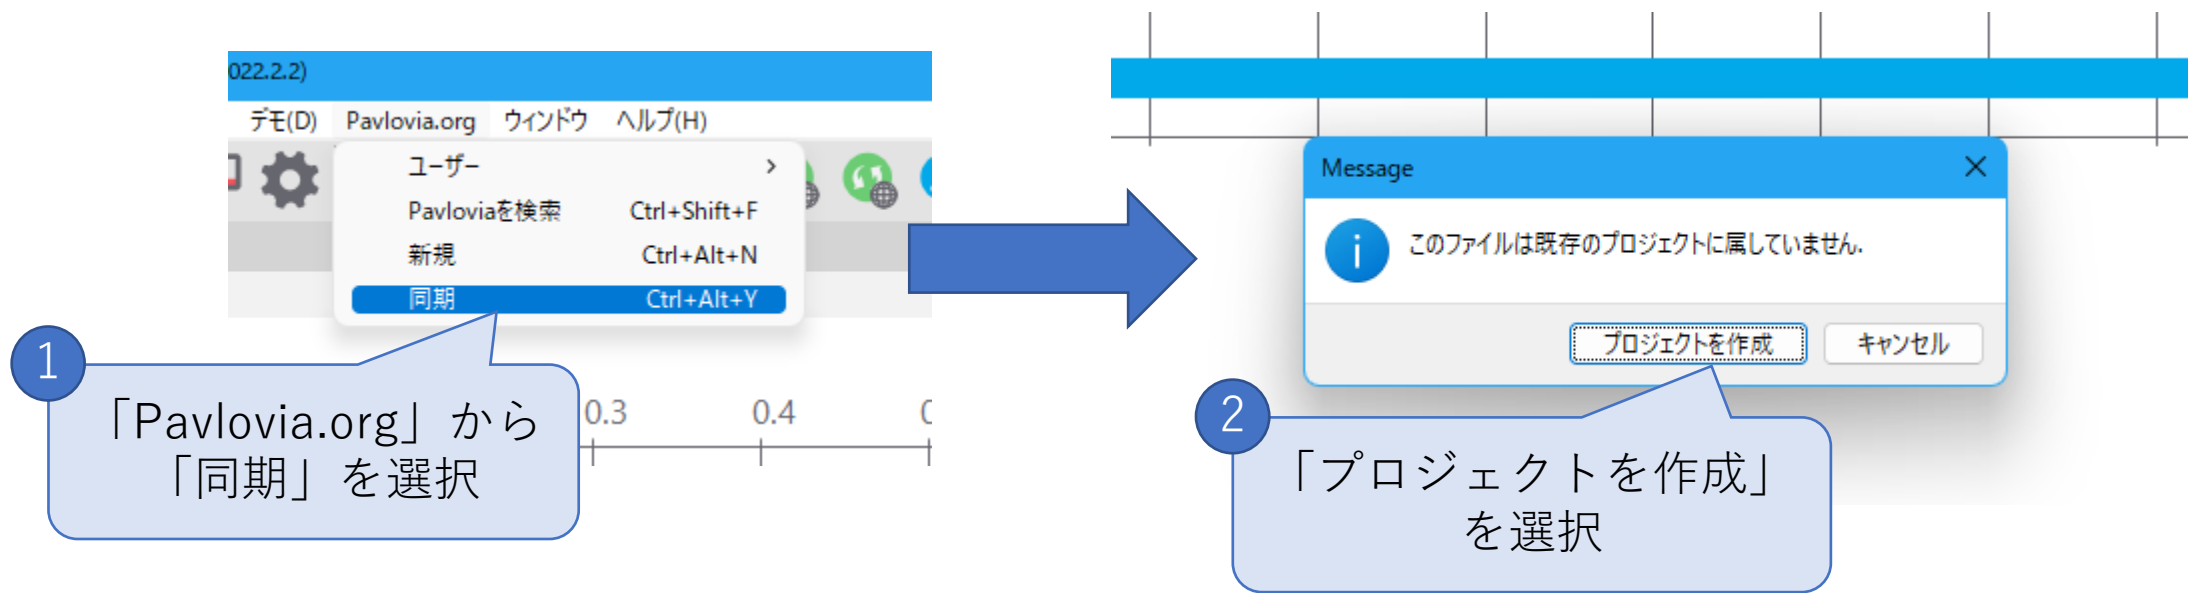 022.2.2)
デモ(D) Pavlovia.org ウィンドウ ヘルプ(H)
ユーザー >
Pavloviaを検索 Ctrl+Shift+F
新規 Ctrl+Alt+N
同期 Ctrl+Alt+Y
1
「Pavlovia.org」から
「同期」を選択
0.3 0.4 0
Message
このファイルは既存のプロジェクトに属していません.
プロジェクトを作成 キャンセル
2
「プロジェクトを作成」
を選択